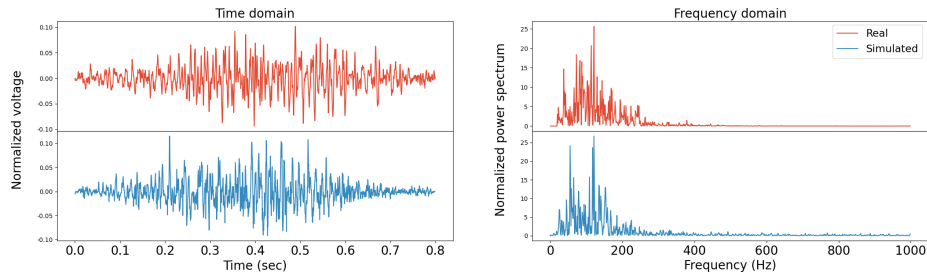 Time domain
Frequency domain
Normalized voltage
0.10
0.05
0.00
-0.05
-0.10
0.10
0.05
0.00
-0.05
-0.10
0.0 0.1 0.2 0.3 0.4 0.5 0.6 0.7 0.8
Time (sec)
Normalized power spectrum
25
20
15
10
5
0
25
20
15
10
5
0
Real
Simulated
0 200 400 600 800 1000
Frequency (Hz)